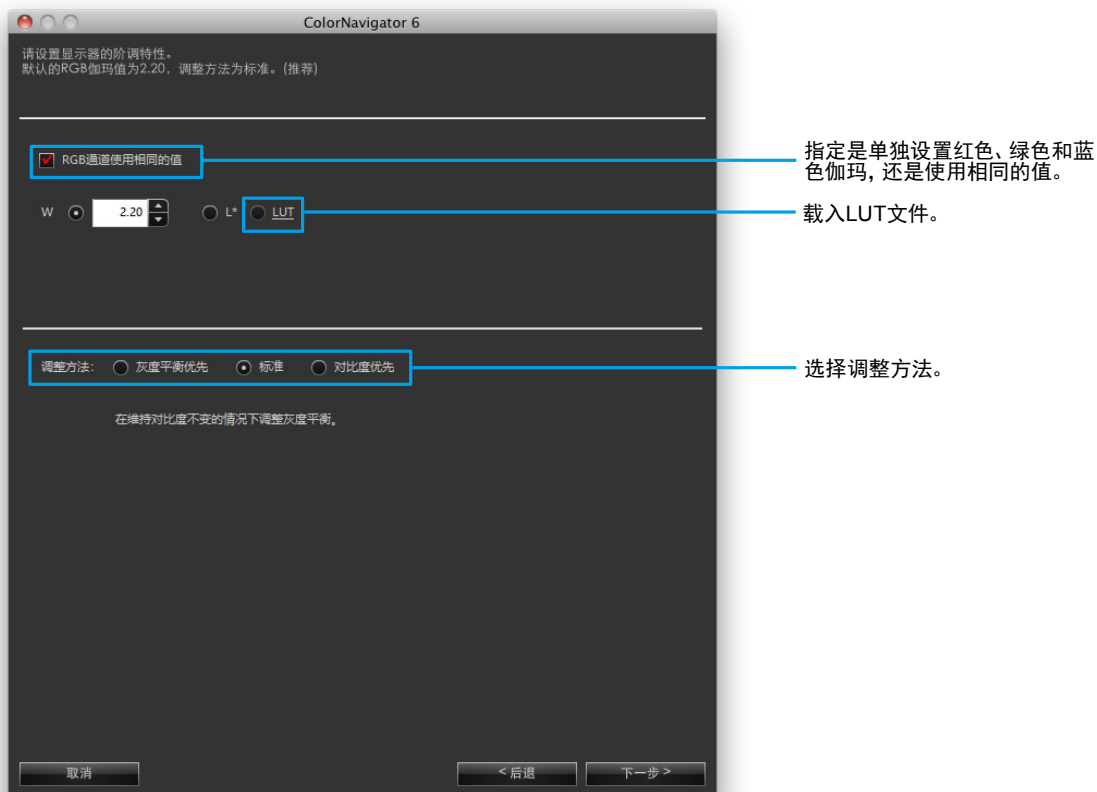 ColorNavigator 6
请设置显示器的阶调特性。
默认的RGB伽玛值为2.20，调整方法为标准。(推荐)
RGB通道使用相同的值
指定是单独设置红色、绿色和蓝
色伽玛，还是使用相同的值。
W 2.20 L* LUT
载入LUT文件。
调整方法： 灰度平衡优先 标准 对比度优先
选择调整方法。
在维持对比度不变的情况下调整灰度平衡。
取消 <后退 下一步>